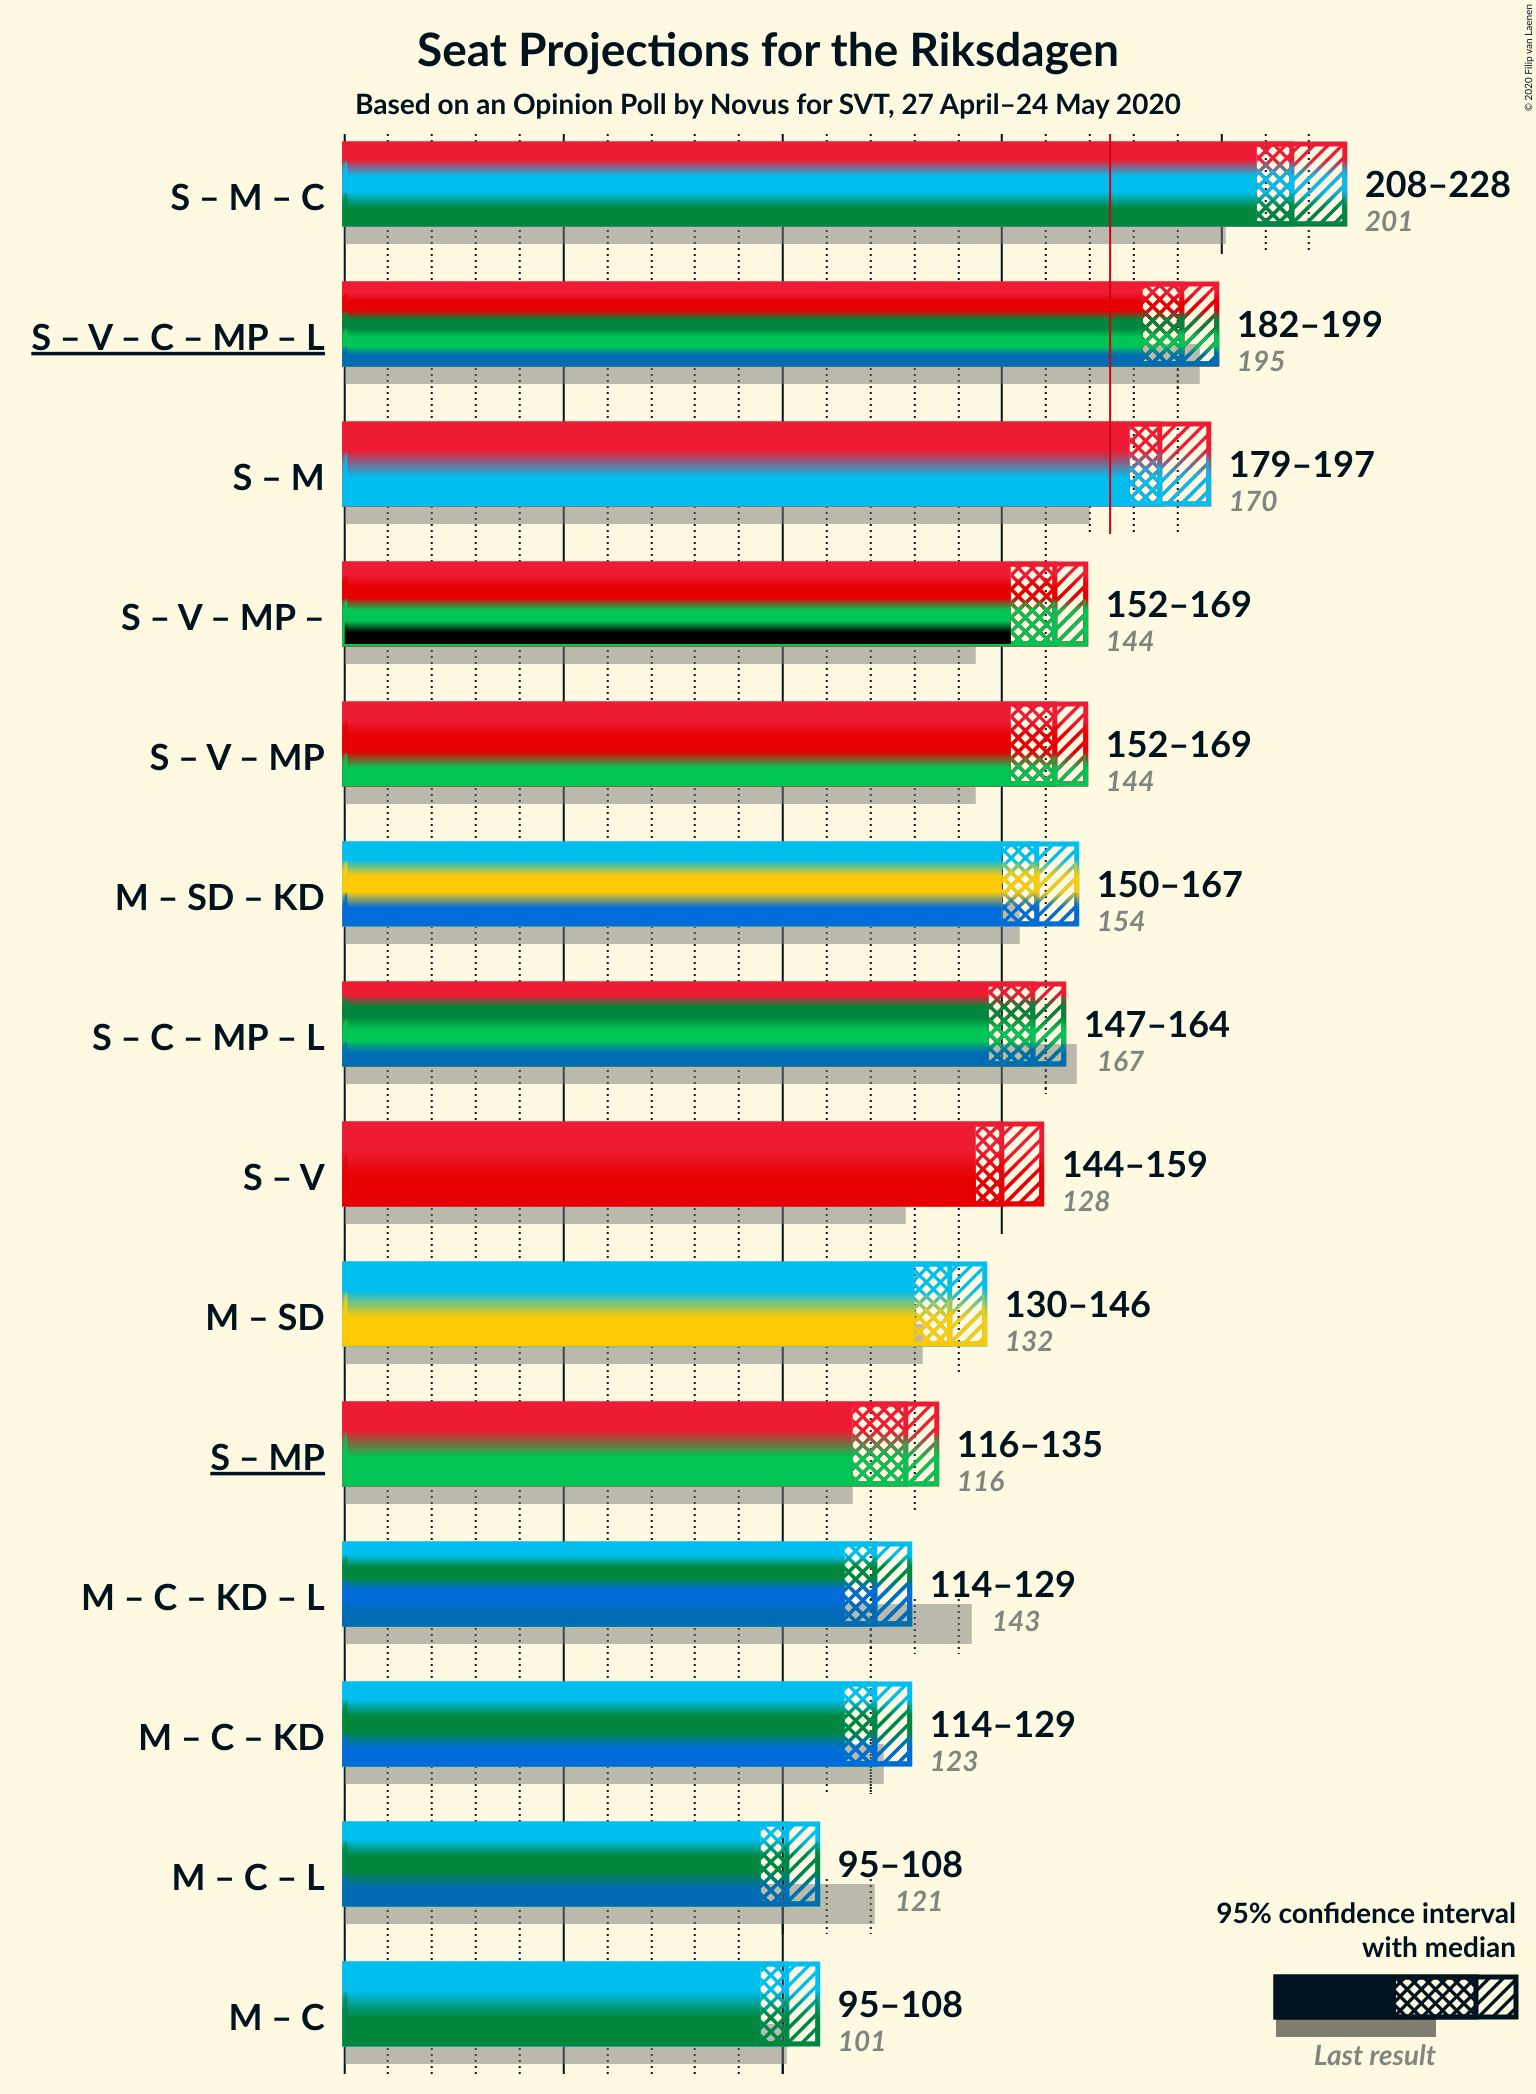 Seat Projections for the Riksdagen
Based on an Opinion Poll by Novus for SVT, 27 April–24 May 2020
© 2020 Filip van Laenen
S – M – C
208–228
201
S – V – C – MP – L
182–199
195
S – M
179–197
170
S – V – MP –
152–169
144
S – V – MP
152–169
144
M – SD – KD
150–167
154
S – C – MP – L
147–164
167
S – V
144–159
128
M – SD
130–146
132
S – MP
116–135
116
M – C – KD – L
114–129
143
M – C – KD
114–129
123
M – C – L
95–108
121
M – C
95–108
101
95% confidence interval
with median
Last result